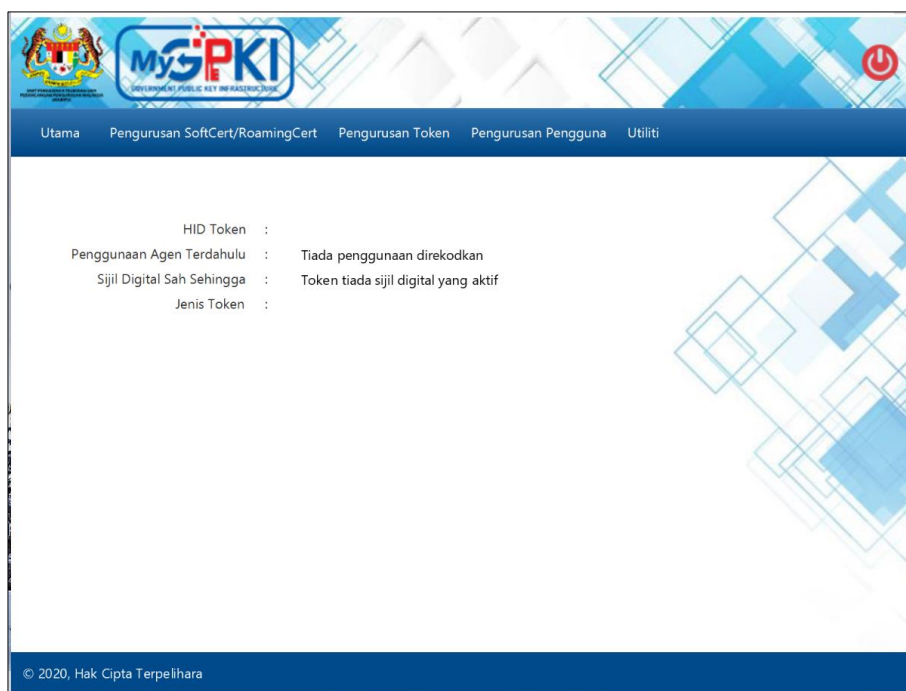 MyGPKI
GOVERNMENT PUBLIC KEY INFRASTRUCTURE
Utama Pengurusan SoftCert/RoamingCert Pengurusan Token Pengurusan Pengguna Utiliti
HID Token :
Penggunaan Agen Terdahulu : Tiada penggunaan direkodkan
Sijil Digital Sah Sehingga : Token tiada sijil digital yang aktif
Jenis Token :
© 2020, Hak Cipta Terpelihara